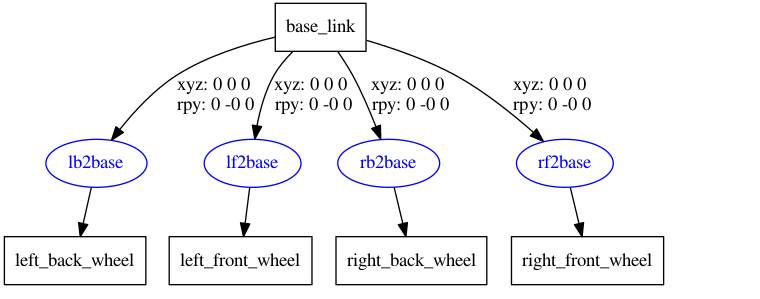 base_link
xyz: 0 0 0
rpy: 0 -0 0
xyz: 0 0 0
rpy: 0 -0 0
xyz: 0 0 0
rpy: 0 -0 0
xyz: 0 0 0
rpy: 0 -0 0
lb2base
lf2base
rb2base
rf2base
left_back_wheel
left_front_wheel
right_back_wheel
right_front_wheel